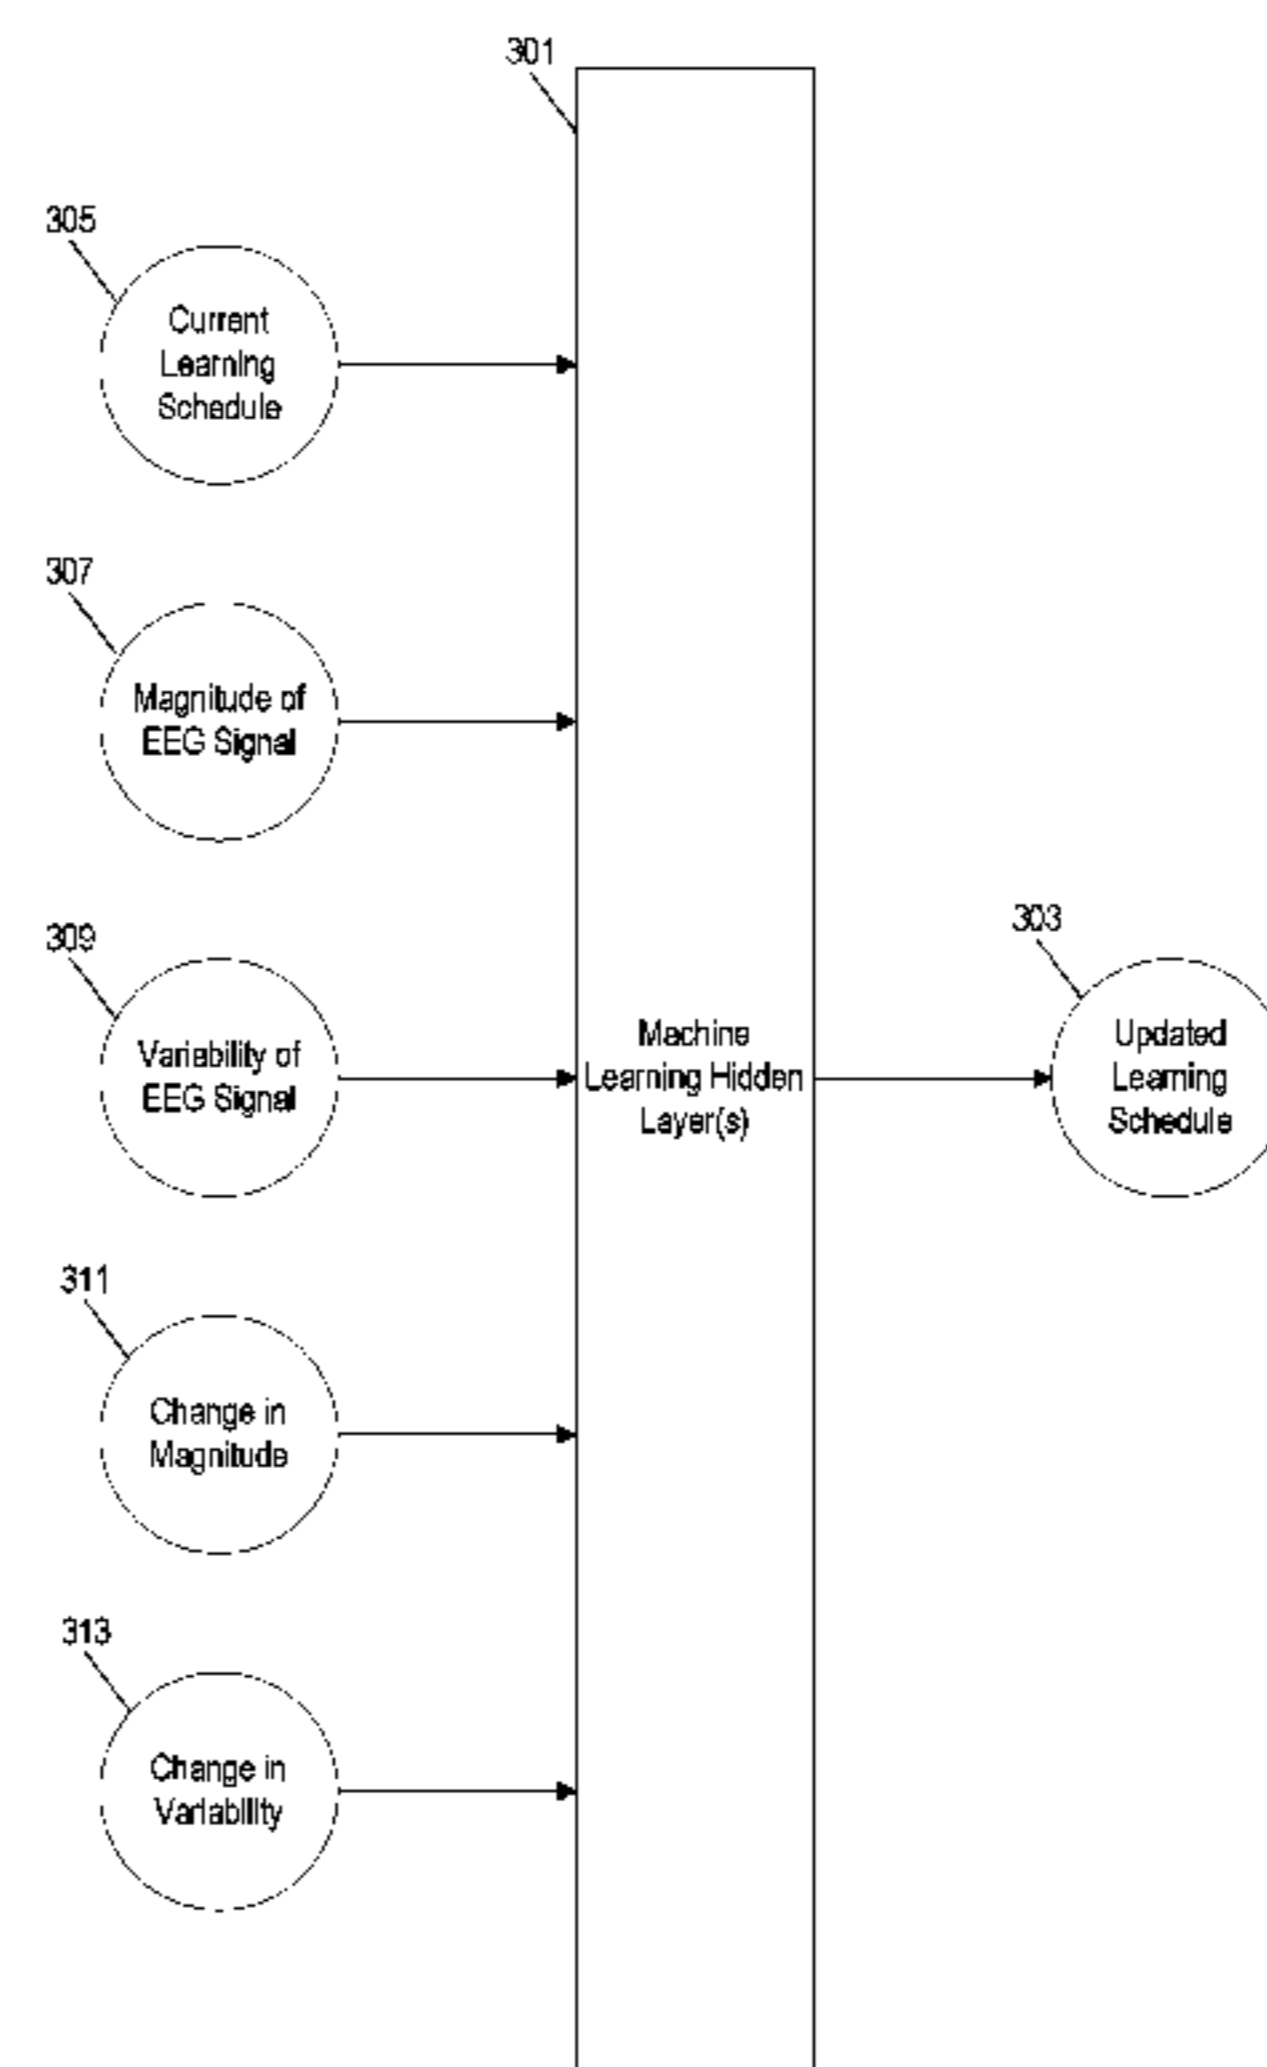 301
305
Current
Learning
Schedule
307
Magnitude of
EEG Signal
309
Variability of
EEG Signal
311
Change in
Magnitude
313
Change in
Variability
Machine
Learning Hidden
Layer(s)
303
Updated
Learning
Schedule